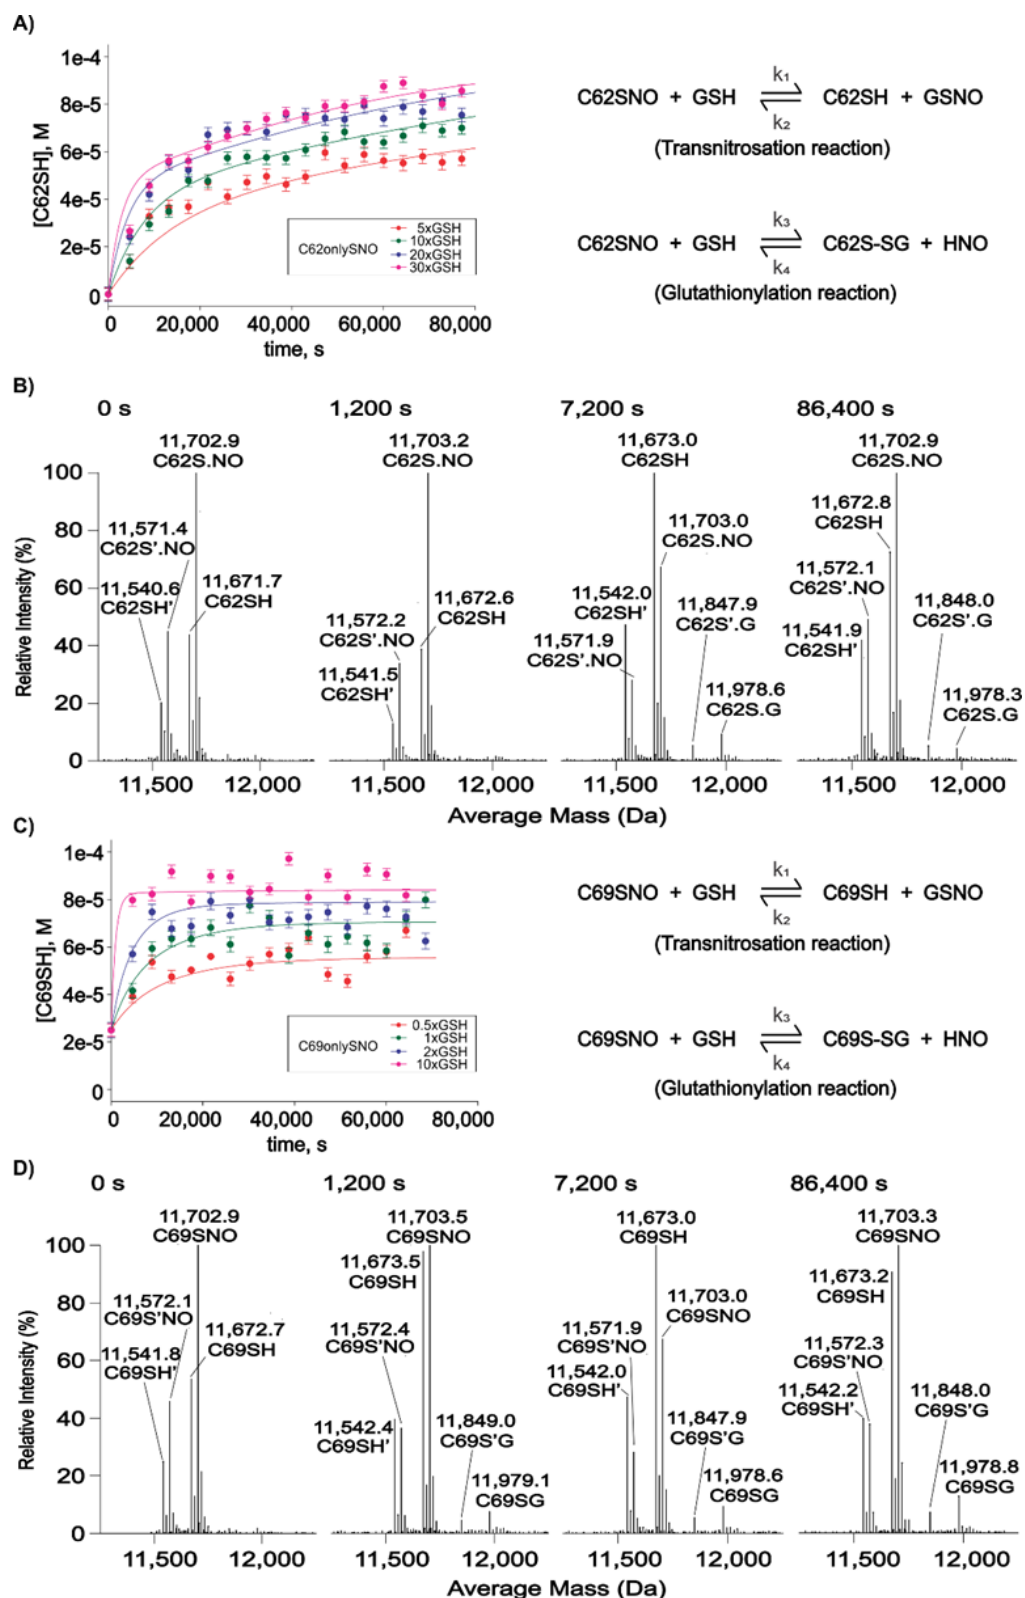 A)
1e-4
8e-5
6e-5
4e-5
2e-5
0
[C62SH], M
0 20,000 40,000 60,000 80,000
time, s
C62onlySNO
5xGSH
10xGSH
20xGSH
30xGSH
k₁
C62SNO + GSH ⇌ C62SH + GSNO
k₂
(Transnitrosation reaction)
k₃
C62SNO + GSH ⇌ C62S-SG + HNO
k₄
(Glutathionylation reaction)
B)
0 s
1,200 s
7,200 s
86,400 s
Relative Intensity (%)
100
80
60
40
20
0
11,702.9
C62S.NO
11,571.4
C62S'.NO
11,540.6
C62SH'
11,671.7
C62SH
11,500 12,000
11,703.2
C62S.NO
11,572.2
C62S'.NO
11,672.6
C62SH
11,541.5
C62SH'
11,500 12,000
11,673.0
C62SH
11,703.0
C62S.NO
11,542.0
C62SH'
11,571.9
C62S'.NO
11,847.9
C62S'.G
11,978.6
C62S.G
11,500 12,000
11,702.9
C62S.NO
11,672.8
C62SH
11,572.1
C62S'.NO
11,541.9
C62SH'
11,848.0
C62S'.G
11,978.3
C62S.G
11,500 12,000
Average Mass (Da)
C)
1e-4
8e-5
6e-5
4e-5
2e-5
0
[C69SH], M
0 20,000 40,000 60,000 80,000
time, s
C69onlySNO
0.5xGSH
1xGSH
2xGSH
10xGSH
k₁
C69SNO + GSH ⇌ C69SH + GSNO
k₂
(Transnitrosation reaction)
k₃
C69SNO + GSH ⇌ C69S-SG + HNO
k₄
(Glutathionylation reaction)
D)
0 s
1,200 s
7,200 s
86,400 s
Relative Intensity (%)
100
80
60
40
20
0
11,702.9
C69SNO
11,572.1
C69S'NO
11,541.8
C69SH'
11,672.7
C69SH
11,500 12,000
11,703.5
C69SNO
11,673.5
C69SH
11,572.4
C69S'NO
11,542.4
C69SH'
11,849.0
C69S'G
11,979.1
C69SG
11,500 12,000
11,673.0
C69SH
11,703.0
C69SNO
11,571.9
C69S'NO
11,542.0
C69SH'
11,847.9
C69S'G
11,978.6
C69SG
11,500 12,000
11,703.3
C69SNO
11,673.2
C69SH
11,572.3
C69S'NO
11,542.2
C69SH'
11,848.0
C69S'G
11,978.8
C69SG
11,500 12,000
Average Mass (Da)